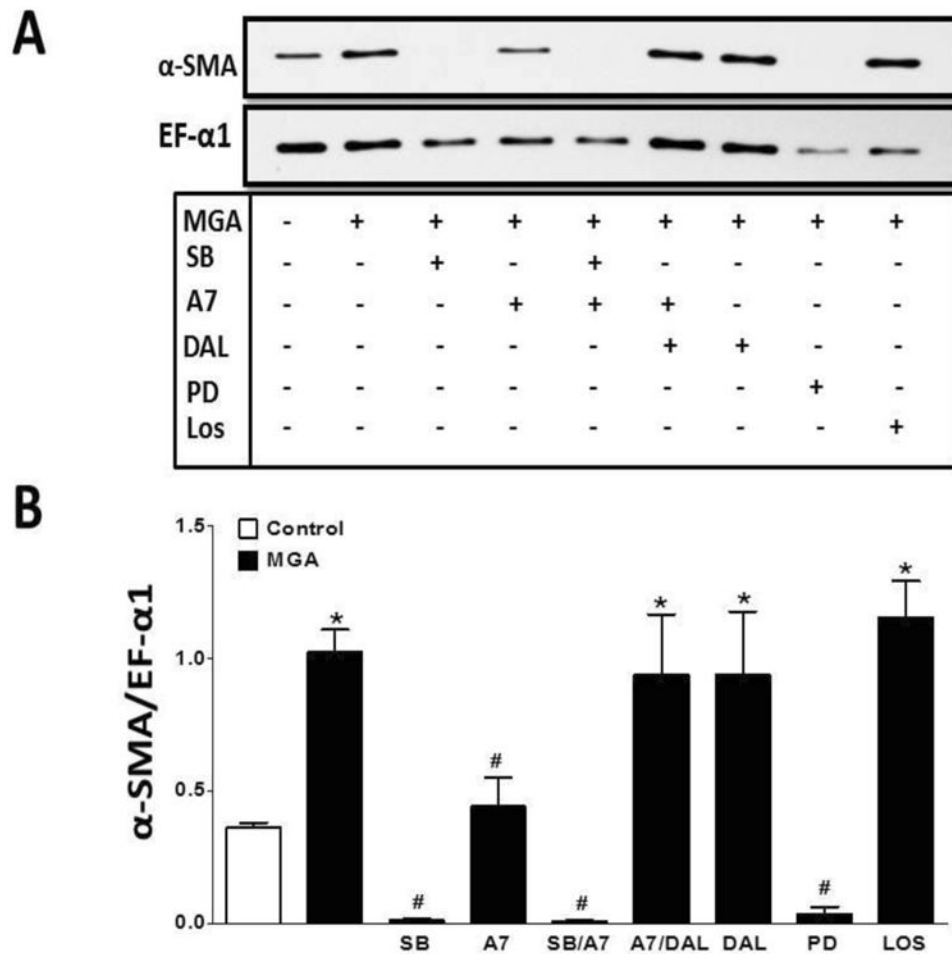 A
α-SMA
EF-α1
MGA - + + + + + + + +
SB - - + - + - - - -
A7 - - - + + + - - -
DAL - - - - - + + - -
PD - - - - - - - + -
Los - - - - - - - - +
B
α-SMA/EF-α1
Control
MGA
1.5
1.0
0.5
0.0
* # # # * * # *
SB A7 SB/A7 A7/DAL DAL PD LOS